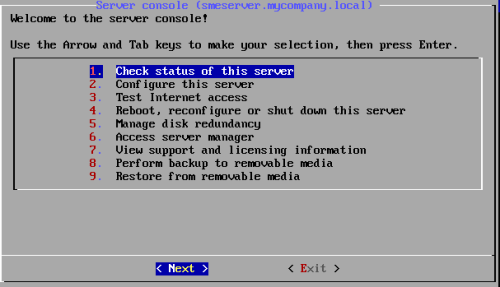 Server console (smeserver.mycompany.local)
Welcome to the server console!
Use the Arrow and Tab keys to make your selection, then press Enter.
1. Check status of this server
2. Configure this server
3. Test Internet access
4. Reboot, reconfigure or shut down this server
5. Manage disk redundancy
6. Access server manager
7. View support and licensing information
8. Perform backup to removable media
9. Restore from removable media
< Next > < Exit >